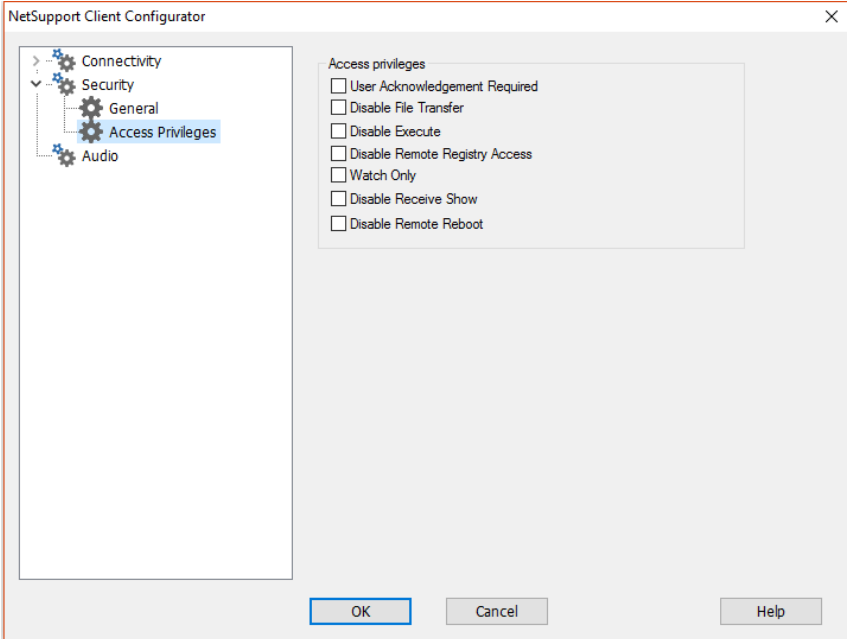 NetSupport Client Configurator
Connectivity
Security
General
Access Privileges
Audio
Access privileges
User Acknowledgement Required
Disable File Transfer
Disable Execute
Disable Remote Registry Access
Watch Only
Disable Receive Show
Disable Remote Reboot
OK
Cancel
Help